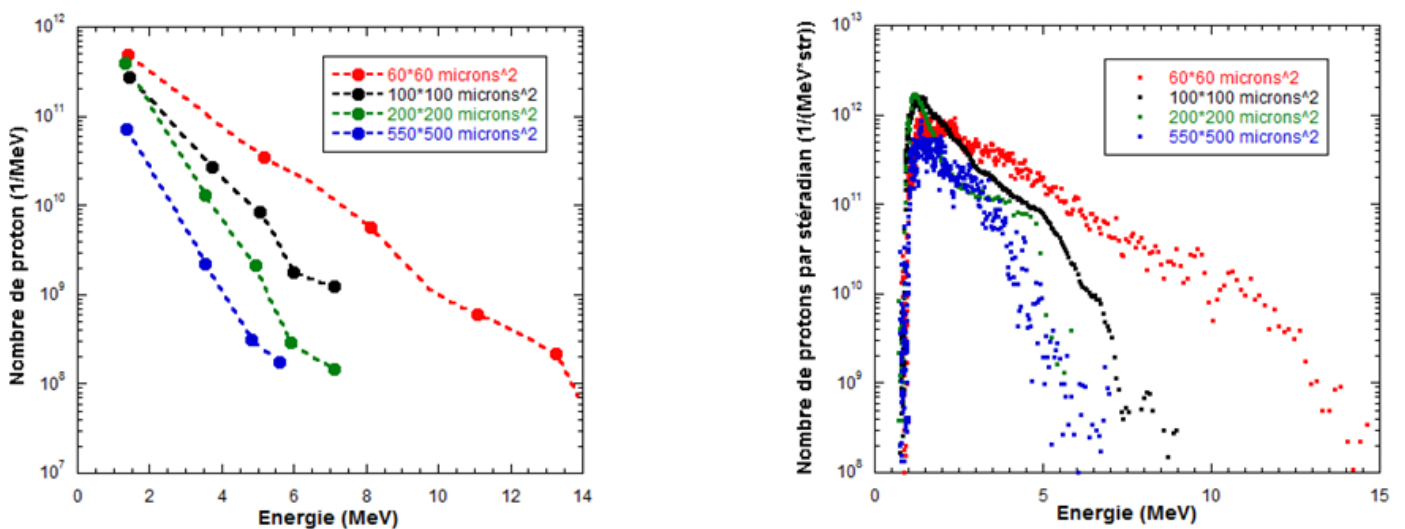 10^12
10^11
10^10
10^9
10^8
10^7
Nombre de proton (1/MeV)
60*60 microns^2
100*100 microns^2
200*200 microns^2
550*500 microns^2
0 2 4 6 8 10 12 14
Energie (MeV)
10^13
10^12
10^11
10^10
10^9
10^8
Nombre de protons par stéradian (1/(MeV*str))
60*60 microns^2
100*100 microns^2
200*200 microns^2
550*500 microns^2
0 5 10 15
Energie (MeV)